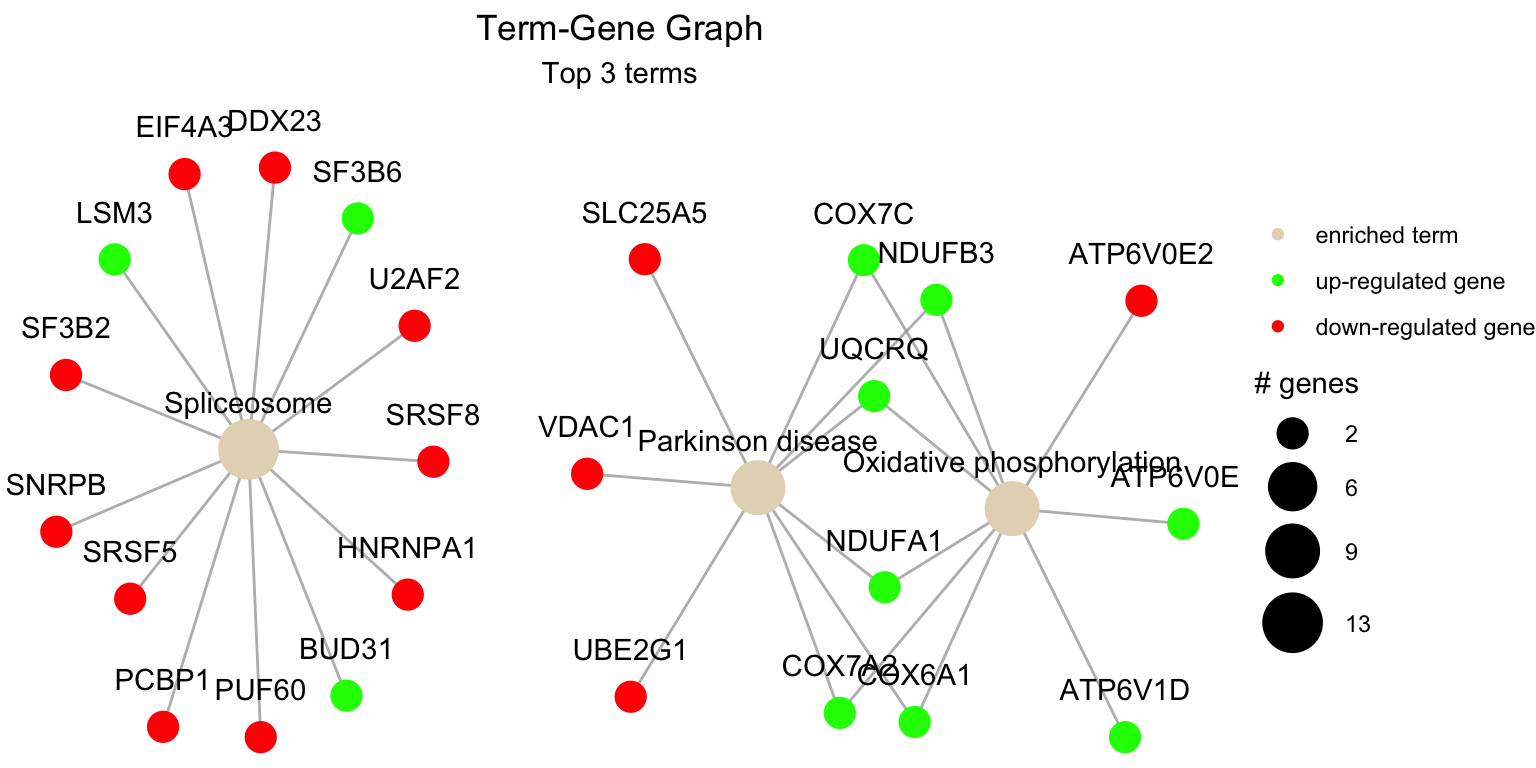 Term-Gene Graph
Top 3 terms
EIF4A3
DDX23
SF3B6
LSM3
U2AF2
SF3B2
Spliceosome
SRSF8
SNRPB
SRSF5
HNRNPA1
BUD31
PCBP1
PUF60
SLC25A5
COX7C
NDUFB3
ATP6V0E2
UQCRQ
VDAC1
Parkinson disease
Oxidative phosphorylation
ATP6V0E
NDUFA1
UBE2G1
COX7A2
COX6A1
ATP6V1D
enriched term
up-regulated gene
down-regulated gene
# genes
2
6
9
13